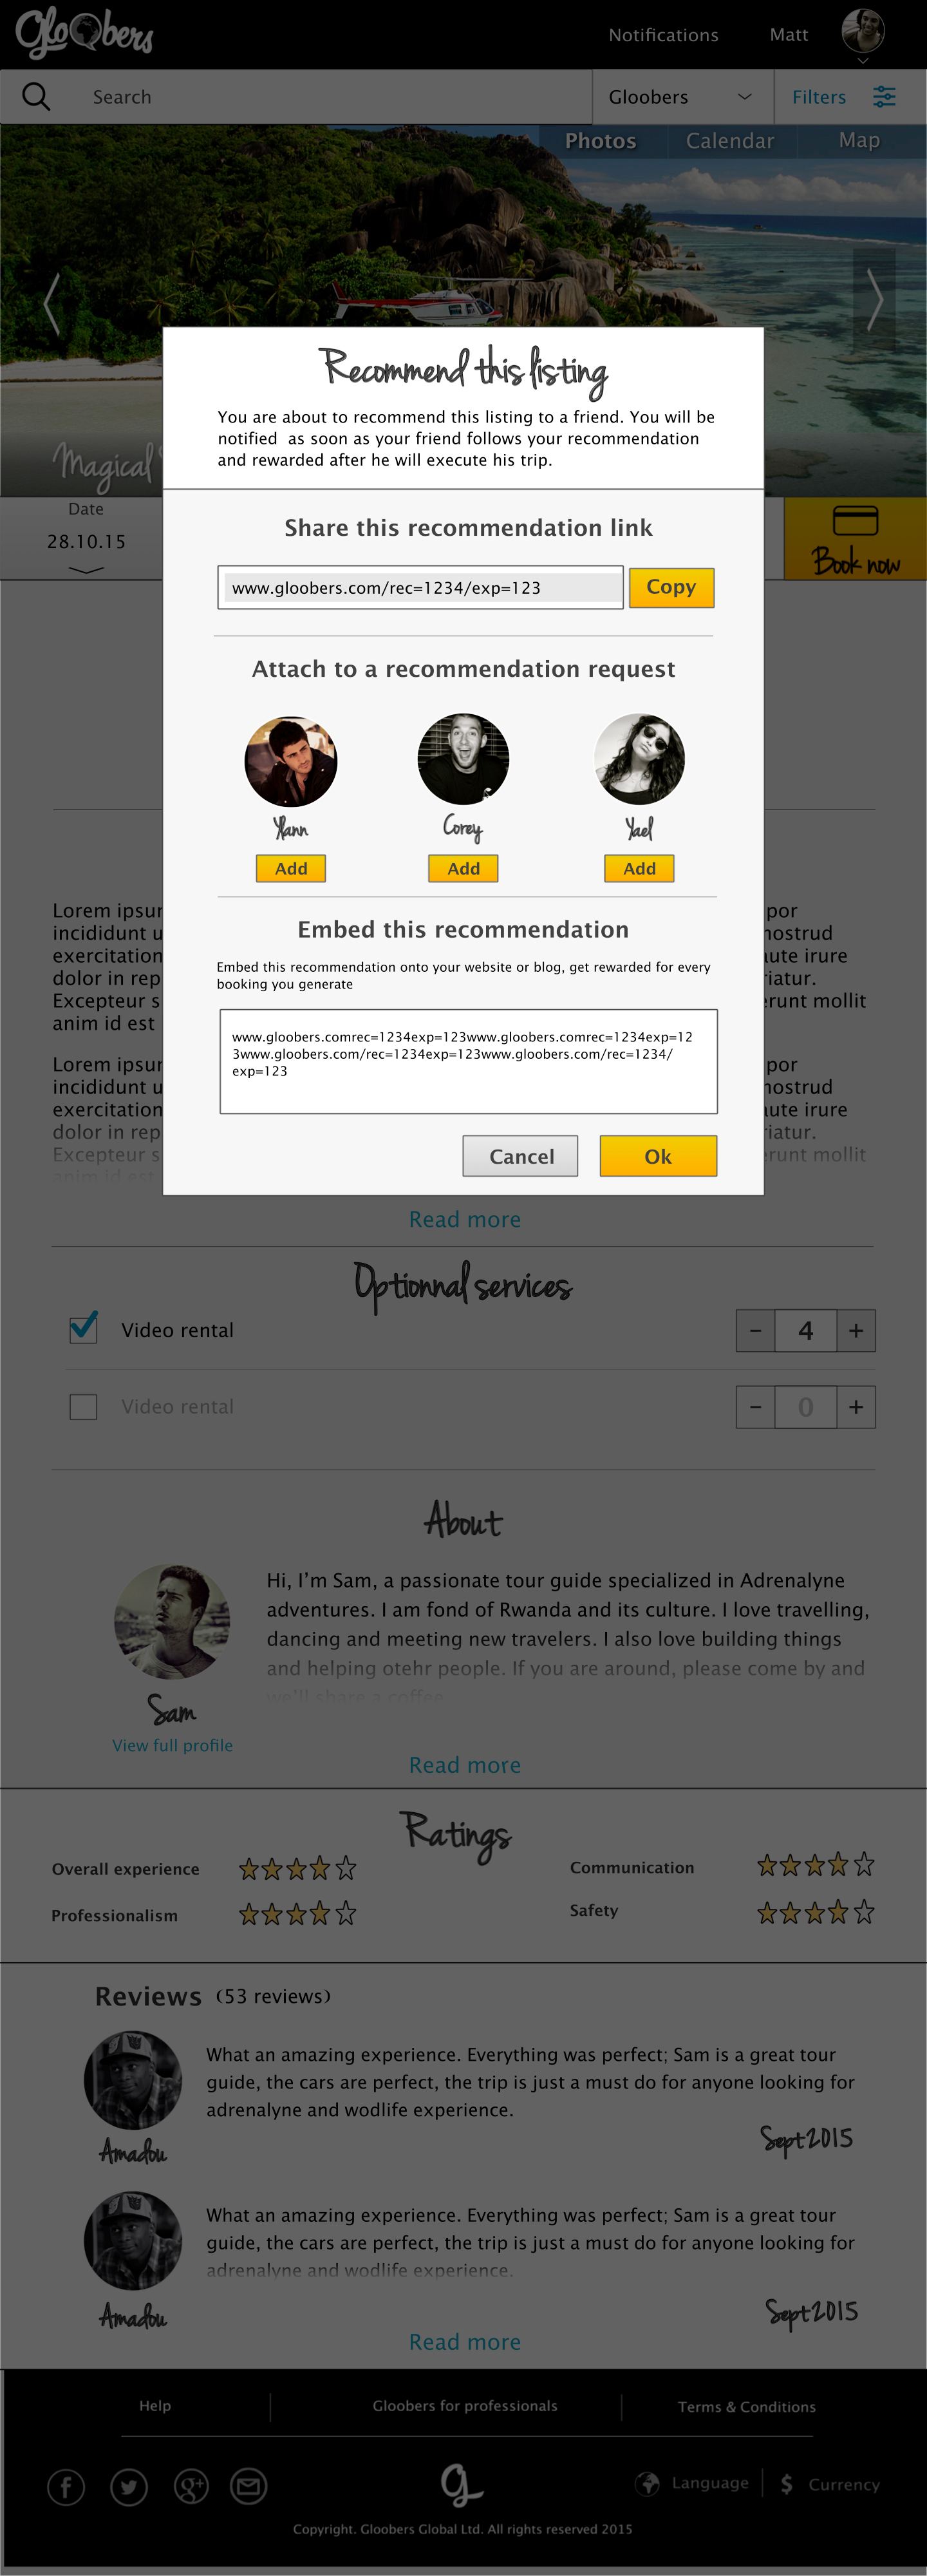 Gloobers
Notifications
Matt
Search
Gloobers
Filters
Photos
Calendar
Map
Recommend this listing
You are about to recommend this listing to a friend. You will be
notified as soon as your friend follows your recommendation
and rewarded after he will execute his trip.
Magical
Date
28.10.15
Book now
Share this recommendation link
www.gloobers.com/rec=1234/exp=123
Copy
Attach to a recommendation request
Ylann
Corey
Yael
Add
Add
Add
Embed this recommendation
Embed this recommendation onto your website or blog, get rewarded for every
booking you generate
www.gloobers.comrec=1234exp=123www.gloobers.comrec=1234exp=12
3www.gloobers.com/rec=1234exp=123www.gloobers.com/rec=1234/
exp=123
Cancel
Ok
Lorem ipsu por
incididunt u nostrud
exercitation aute irure
dolor in rep riatur.
Excepteur s erunt mollit
anim id est
Lorem ipsu por
incididunt u nostrud
exercitation aute irure
dolor in rep riatur.
Excepteur s erunt mollit
anim id est
Read more
Optionnal services
Video rental
- 4 +
Video rental
- 0 +
About
Hi, I'm Sam, a passionate tour guide specialized in Adrenalyne
adventures. I am fond of Rwanda and its culture. I love travelling,
dancing and meeting new travelers. I also love building things
and helping otehr people. If you are around, please come by and
we'll share a coffee
Sam
View full profile
Read more
Ratings
Overall experience
Communication
Professionalism
Safety
Reviews (53 reviews)
What an amazing experience. Everything was perfect; Sam is a great tour
guide, the cars are perfect, the trip is just a must do for anyone looking for
adrenalyne and wodlife experience.
Amadou
Sept 2015
What an amazing experience. Everything was perfect; Sam is a great tour
guide, the cars are perfect, the trip is just a must do for anyone looking for
adrenalyne and wodlife experience.
Amadou
Sept 2015
Read more
Help
Gloobers for professionals
Terms & Conditions
Language
$ Currency
Copyright. Gloobers Global Ltd. All rights reserved 2015